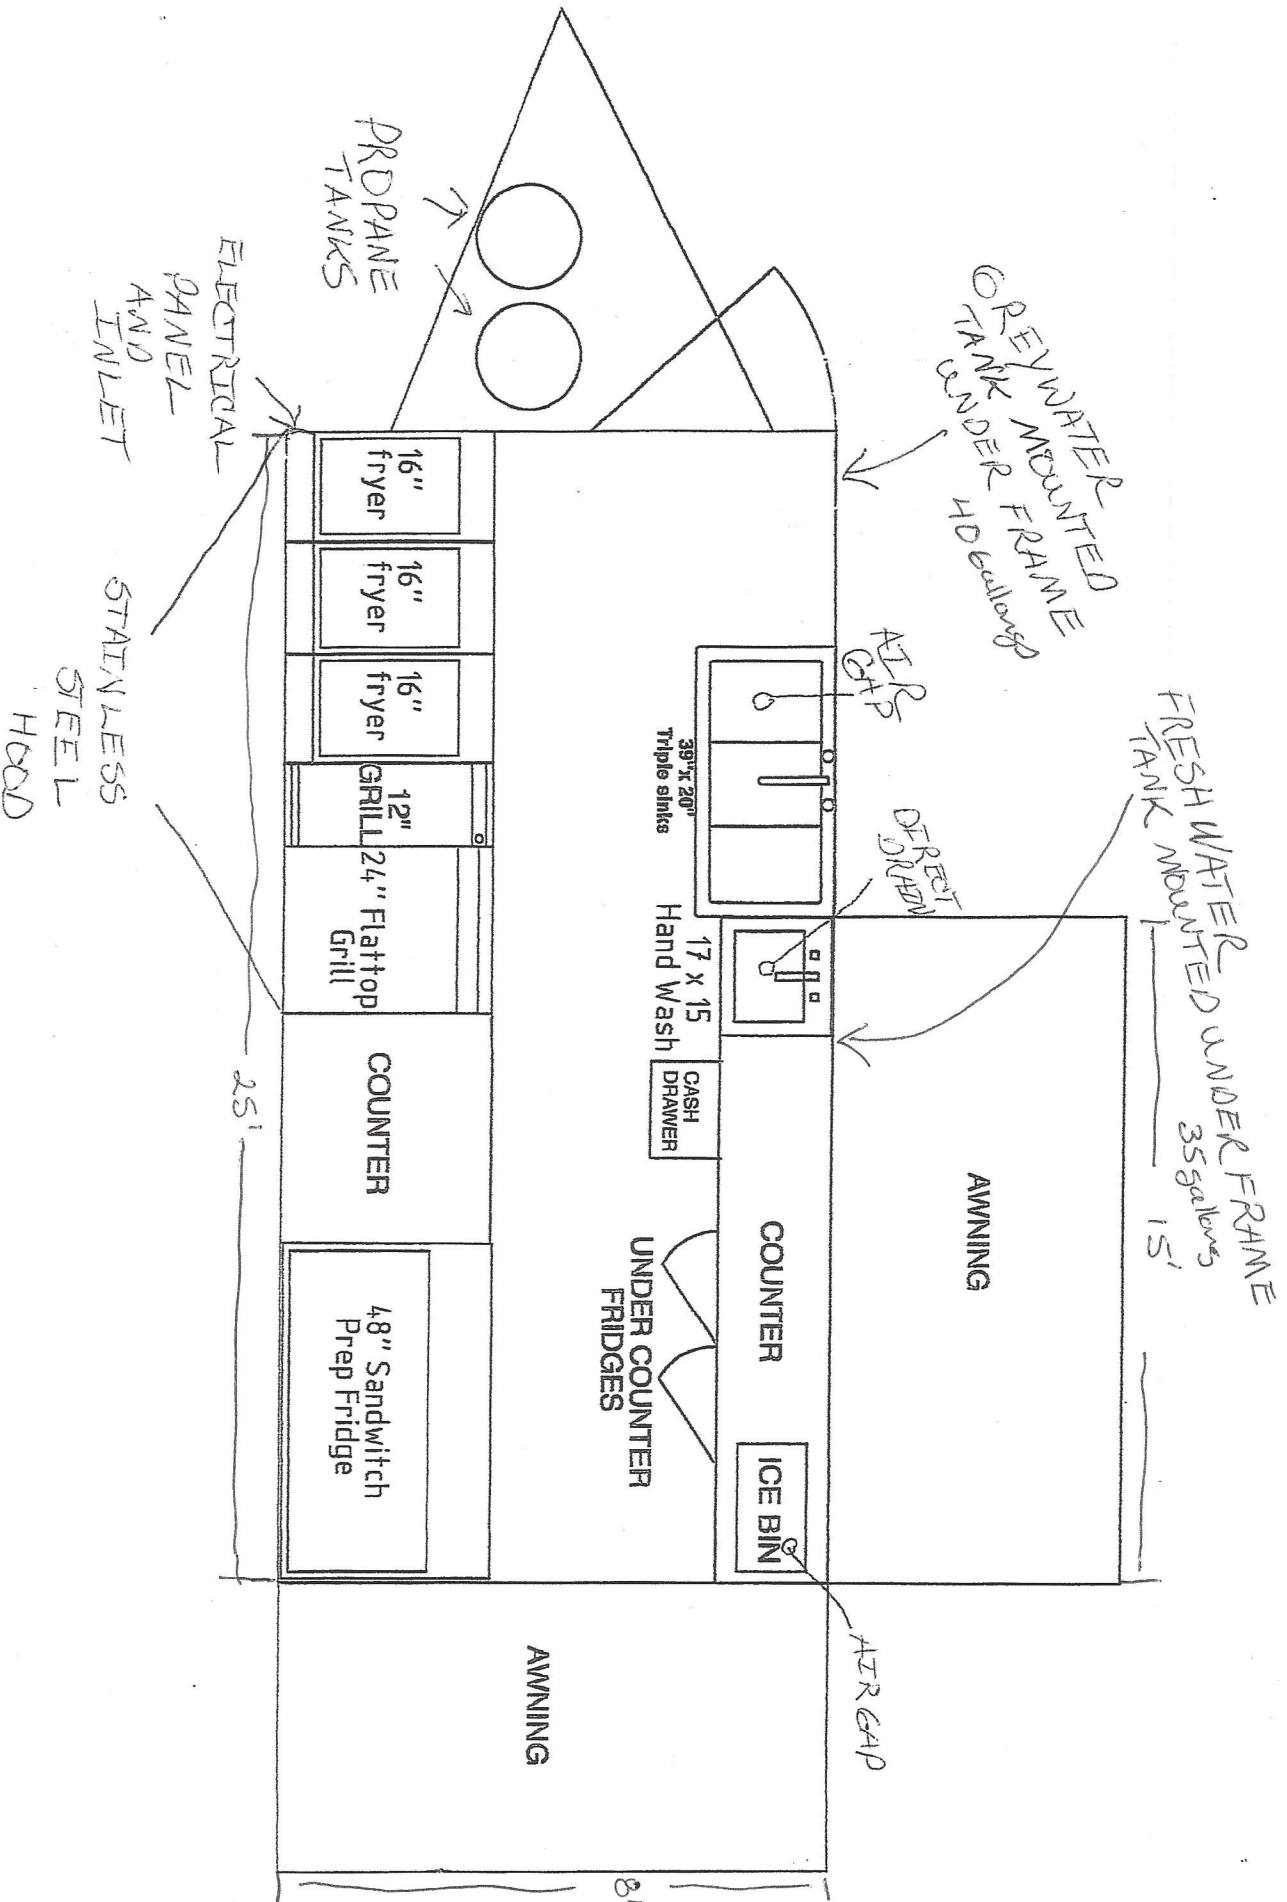 FRESHWATER
TANK MOUNTED UNDER FRAME
35 gallons
15'
GREYWATER
TANK MOUNTED
UNDER FRAME
40 Gallons
AWNING
AIR
GAP
DIRECT
DRAIN
AIR GAP
39"x 20"
Triple sinks
17 x 15
Hand Wash
CASH
DRAWER
COUNTER
ICE BIN
UNDER COUNTER
FRIDGES
8'
AWNING
PROPANE
TANKS
16"
fryer
16"
fryer
16"
fryer
12"
GRILL
24" Flattop
Grill
COUNTER
48" Sandwitch
Prep Fridge
25'
ELECTRICAL
PANEL
AND
INLET
STAINLESS
STEEL
HOOD